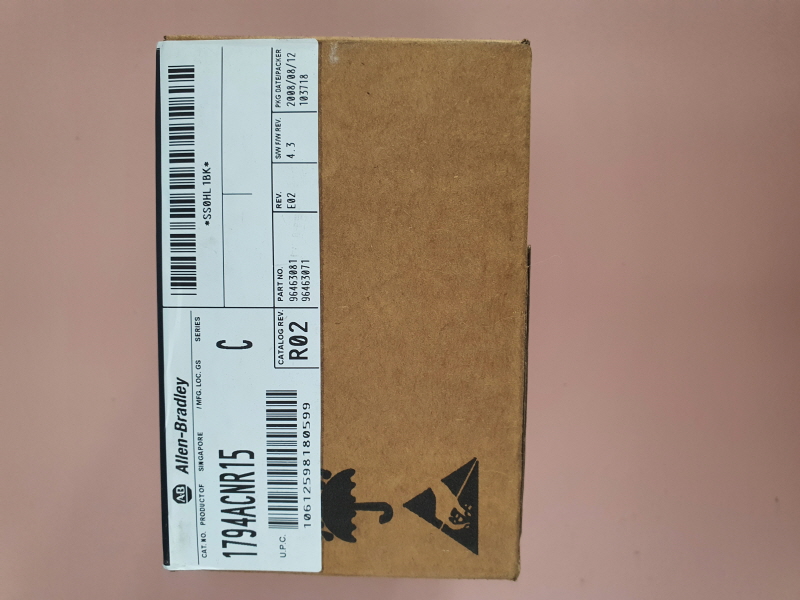 AB Allen-Bradley
CAT. NO. PRODUCT OF SINGAPORE / MFG. LOC. GS SERIES
1794ACNR15 C
U.P.C.
10612598180599
CATALOG REV.
R02
*SS0HL1BK*
PART NO.
96463081
96463071
REV.
E02
S/W F/W REV.
4.3
PKG DATE/PACKER
2008/08/12
103718